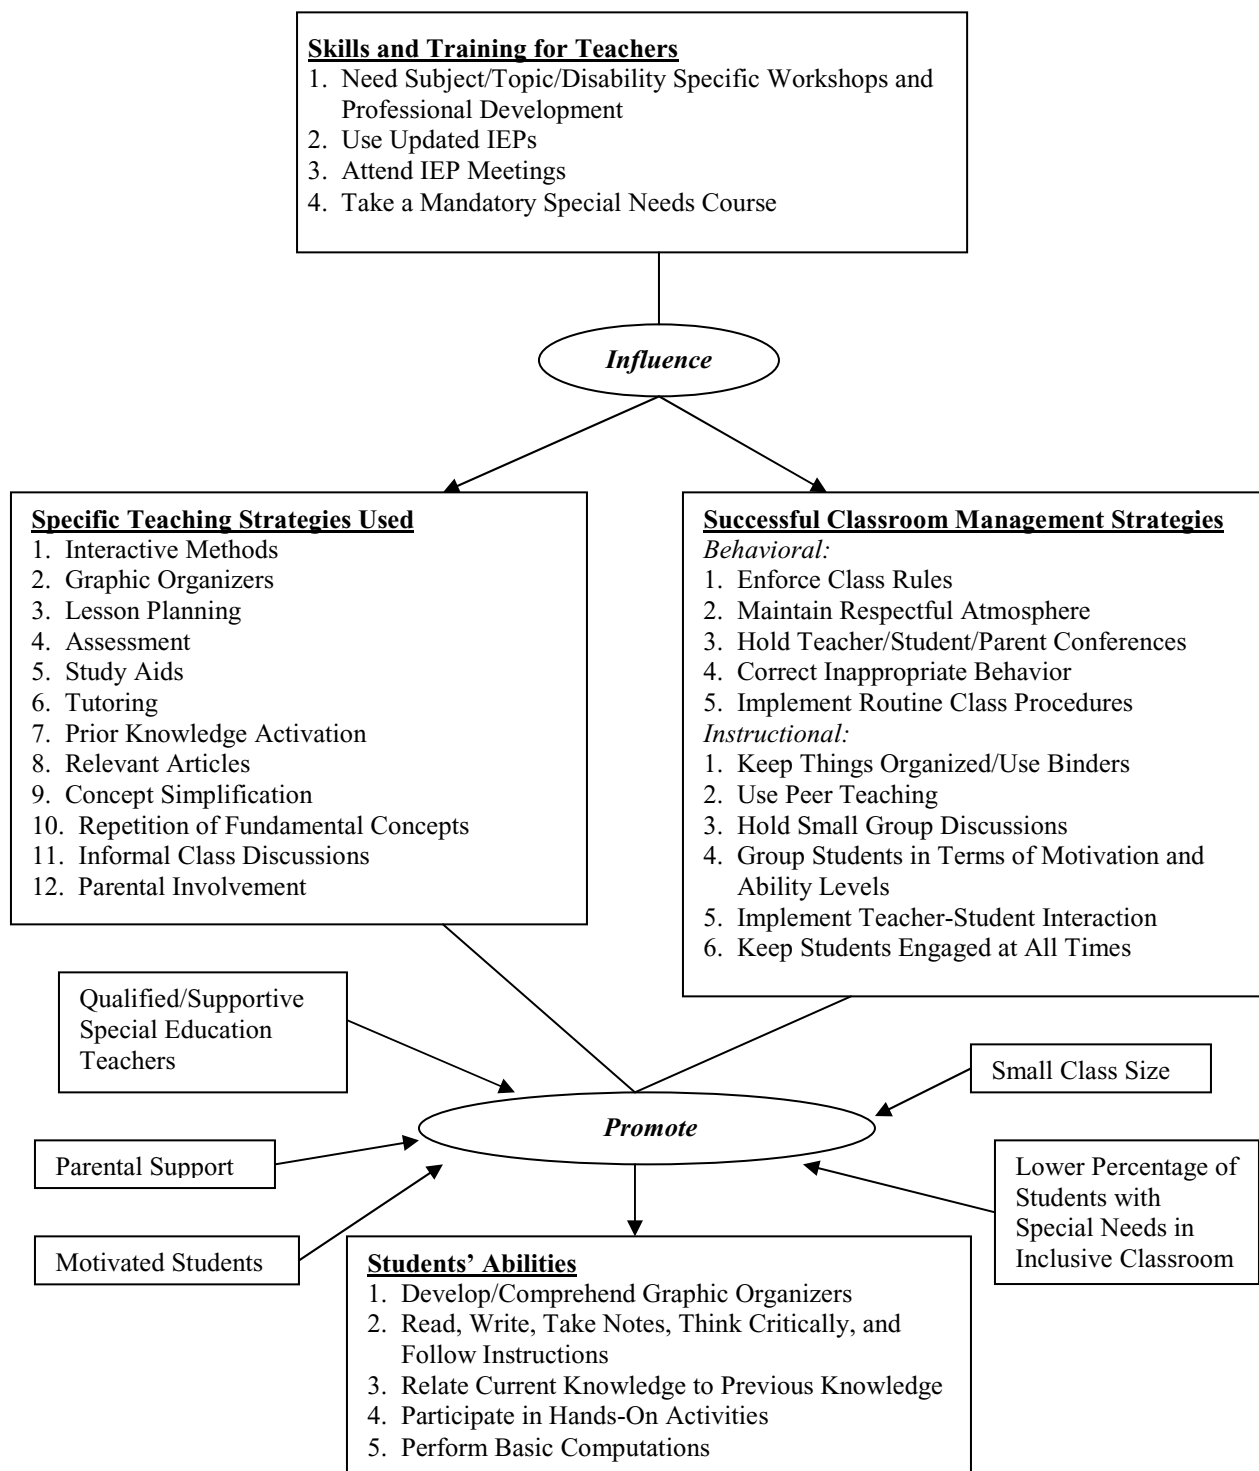 Skills and Training for Teachers
1. Need Subject/Topic/Disability Specific Workshops and
Professional Development
2. Use Updated IEPs
3. Attend IEP Meetings
4. Take a Mandatory Special Needs Course
Influence
Specific Teaching Strategies Used
1. Interactive Methods
2. Graphic Organizers
3. Lesson Planning
4. Assessment
5. Study Aids
6. Tutoring
7. Prior Knowledge Activation
8. Relevant Articles
9. Concept Simplification
10. Repetition of Fundamental Concepts
11. Informal Class Discussions
12. Parental Involvement
Successful Classroom Management Strategies
Behavioral:
1. Enforce Class Rules
2. Maintain Respectful Atmosphere
3. Hold Teacher/Student/Parent Conferences
4. Correct Inappropriate Behavior
5. Implement Routine Class Procedures
Instructional:
1. Keep Things Organized/Use Binders
2. Use Peer Teaching
3. Hold Small Group Discussions
4. Group Students in Terms of Motivation and
Ability Levels
5. Implement Teacher-Student Interaction
6. Keep Students Engaged at All Times
Qualified/Supportive
Special Education
Teachers
Small Class Size
Promote
Parental Support
Lower Percentage of
Students with
Special Needs in
Inclusive Classroom
Motivated Students
Students’ Abilities
1. Develop/Comprehend Graphic Organizers
2. Read, Write, Take Notes, Think Critically, and
Follow Instructions
3. Relate Current Knowledge to Previous Knowledge
4. Participate in Hands-On Activities
5. Perform Basic Computations